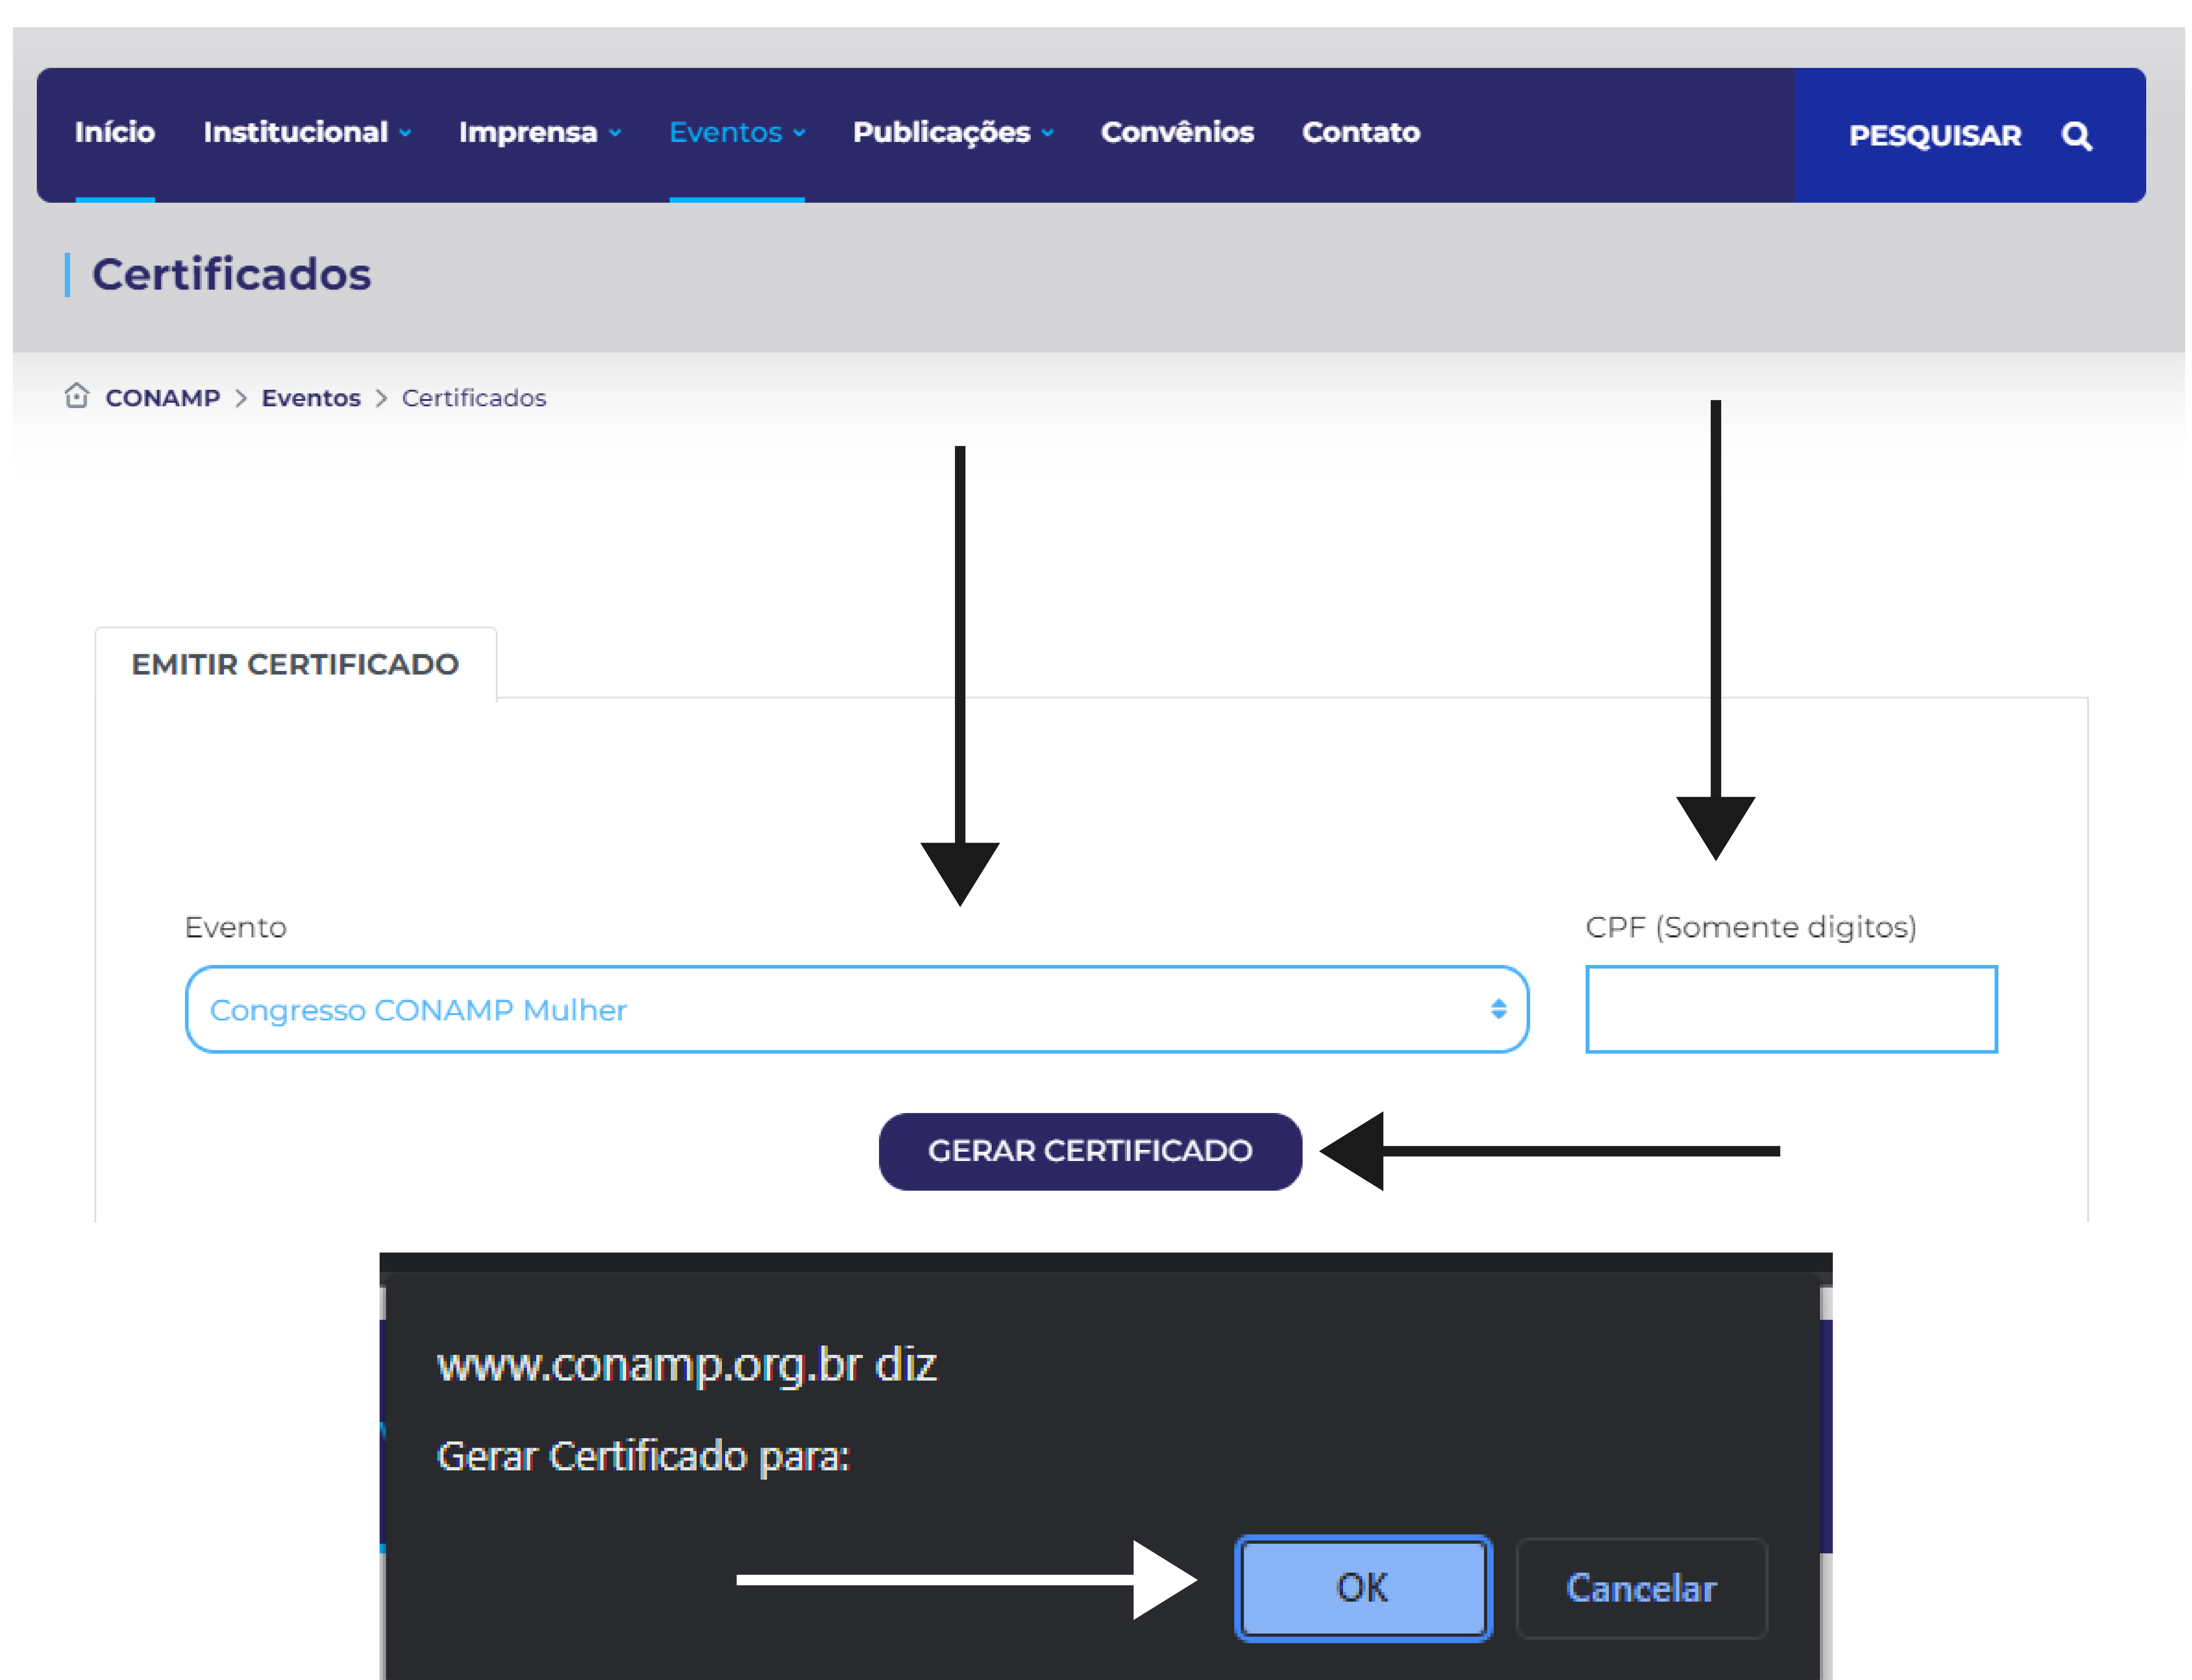 Início Institucional Imprensa Eventos Publicações Convênios Contato PESQUISAR
Certificados
CONAMP > Eventos > Certificados
EMITIR CERTIFICADO
Evento CPF (Somente digitos)
Congresso CONAMP Mulher
GERAR CERTIFICADO
www.conamp.org.br diz
Gerar Certificado para:
OK Cancelar